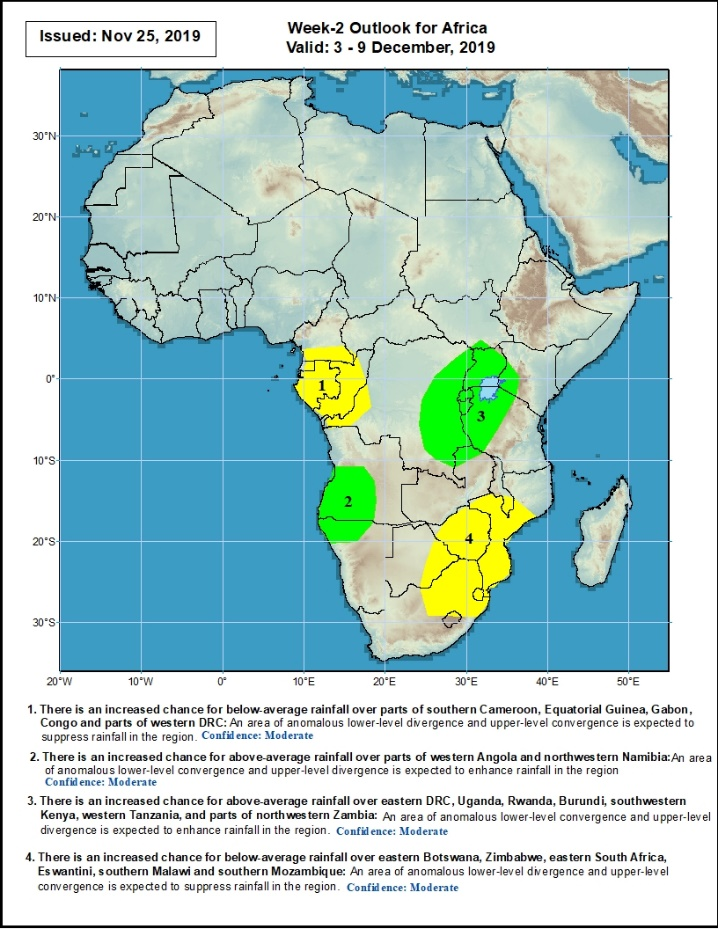 Issued: Nov 25, 2019
Week-2 Outlook for Africa
Valid: 3 - 9 December, 2019
30°N
20°N
10°N
0°
10°S
20°S
30°S
1
2
3
4
20°W
10°W
0°
10°E
20°E
30°E
40°E
50°E
1. There is an increased chance for below-average rainfall over parts of southern Cameroon, Equatorial Guinea, Gabon,
Congo and parts of western DRC: An area of anomalous lower-level divergence and upper-level convergence is expected to
suppress rainfall in the region. Confidence: Moderate
2. There is an increased chance for above-average rainfall over parts of western Angola and northwestern Namibia:An area
of anomalous lower-level convergence and upper-level divergence is expected to enhance rainfall in the region
Confidence: Moderate
3. There is an increased chance for above-average rainfall over eastern DRC, Uganda, Rwanda, Burundi, southwestern
Kenya, western Tanzania, and parts of northwestern Zambia: An area of anomalous lower-level convergence and upper-level
divergence is expected to enhance rainfall in the region. Confidence: Moderate
4. There is an increased chance for below-average rainfall over eastern Botswana, Zimbabwe, eastern South Africa,
Eswantini, southern Malawi and southern Mozambique: An area of anomalous lower-level divergence and upper-level
convergence is expected to suppress rainfall in the region. Confidence: Moderate